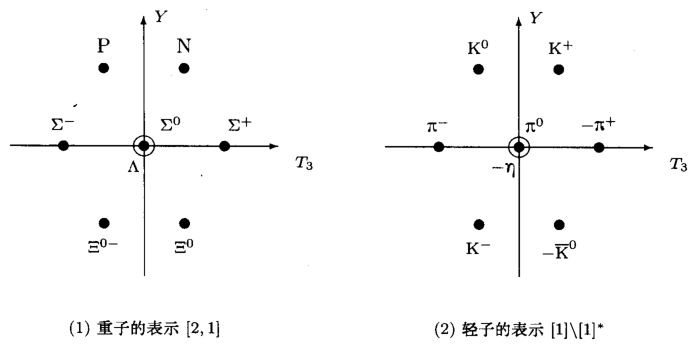 Y
P N
Σ⁻ Σ⁰ Σ⁺
Λ T₃
Ξ⁰⁻ Ξ⁰
(1) 重子的表示 [2,1]
Y
K⁰ K⁺
π⁻ π⁰ −π⁺
−η T₃
K⁻ −K̅⁰
(2) 轻子的表示 [1]\[1]*